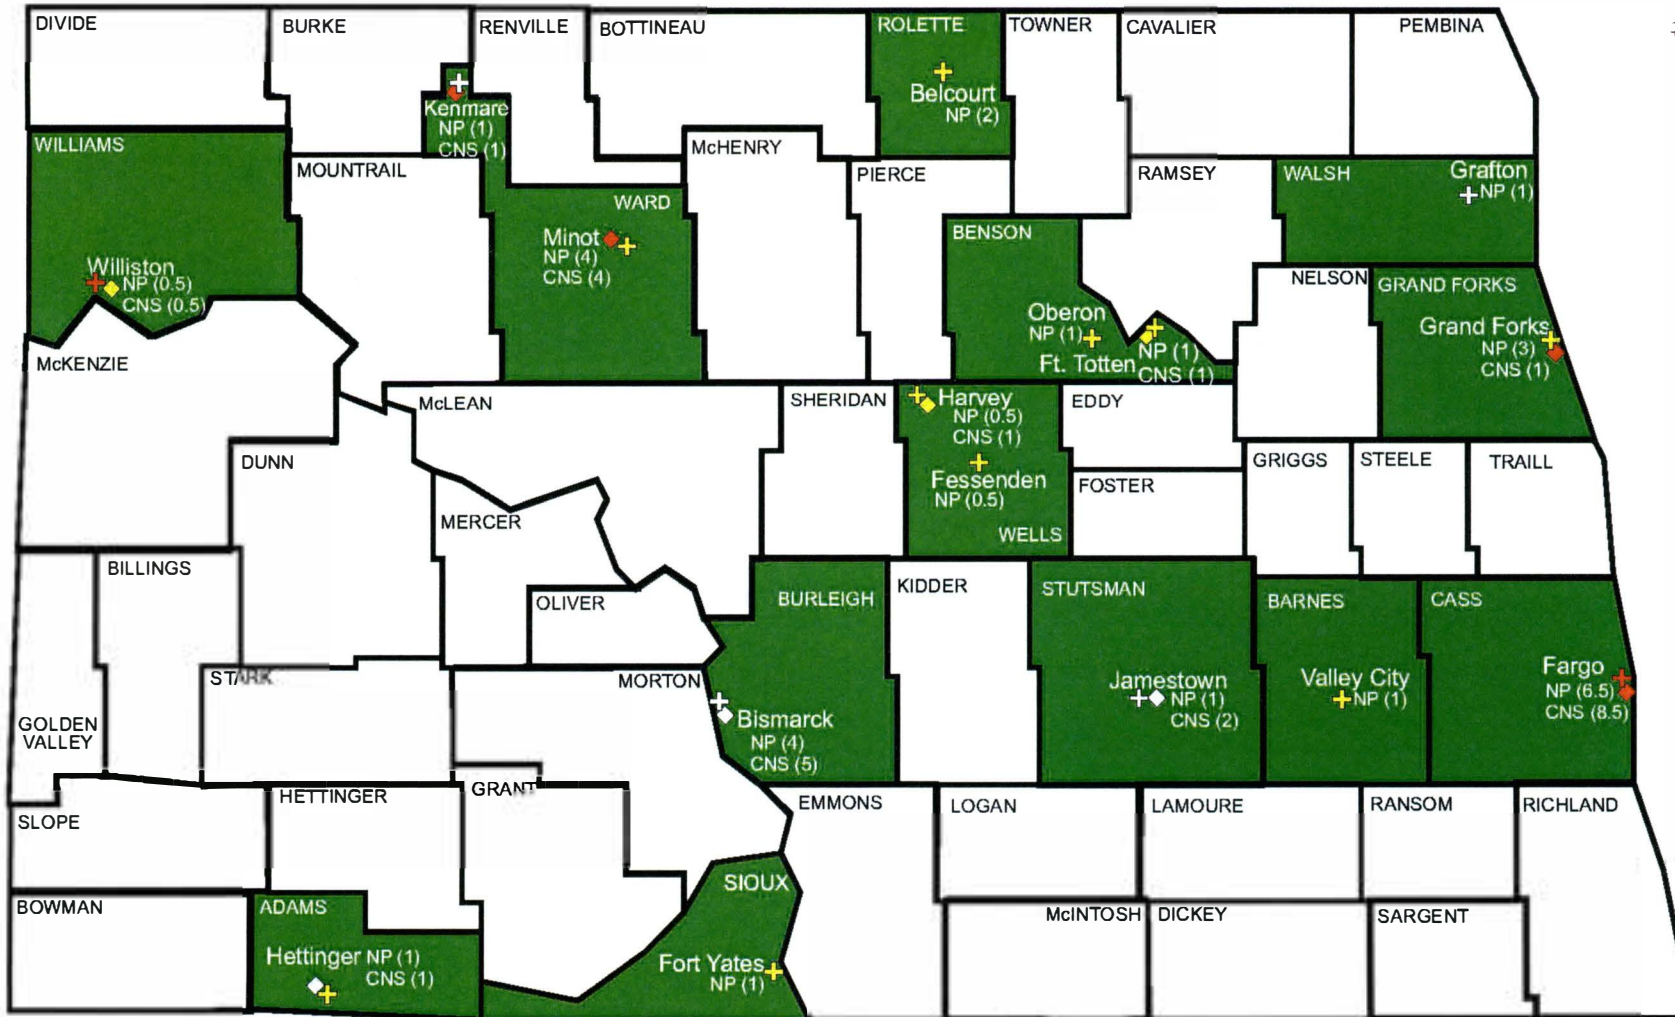 DIVIDE
BURKE
RENVILLE
BOTTINEAU
ROLETTE
TOWNER
CAVALIER
PEMBINA
Belcourt
NP (2)
Kenmare
NP (1)
CNS (1)
WILLIAMS
MOUNTRAIL
McHENRY
PIERCE
RAMSEY
WALSH
Grafton
NP (1)
WARD
Minot
NP (4)
CNS (4)
BENSON
Williston
NP (0.5)
CNS (0.5)
NELSON
GRAND FORKS
Oberon
NP (1)
Ft. Totten
NP (1)
CNS (1)
Grand Forks
NP (3)
CNS (1)
McKENZIE
McLEAN
SHERIDAN
Harvey
NP (0.5)
CNS (1)
EDDY
DUNN
Fessenden
NP (0.5)
WELLS
FOSTER
GRIGGS
STEELE
TRAILL
MERCER
BILLINGS
OLIVER
BURLEIGH
KIDDER
STUTSMAN
BARNES
CASS
STARK
MORTON
Jamestown
NP (1)
CNS (2)
Valley City
NP (1)
Fargo
NP (6.5)
CNS (8.5)
GOLDEN
VALLEY
Bismarck
NP (4)
CNS (5)
HETTINGER
GRANT
EMMONS
LOGAN
LAMOURE
RANSOM
RICHLAND
SLOPE
SIOUX
BOWMAN
ADAMS
McINTOSH
DICKEY
SARGENT
Hettinger NP (1)
CNS (1)
Fort Yates
NP (1)